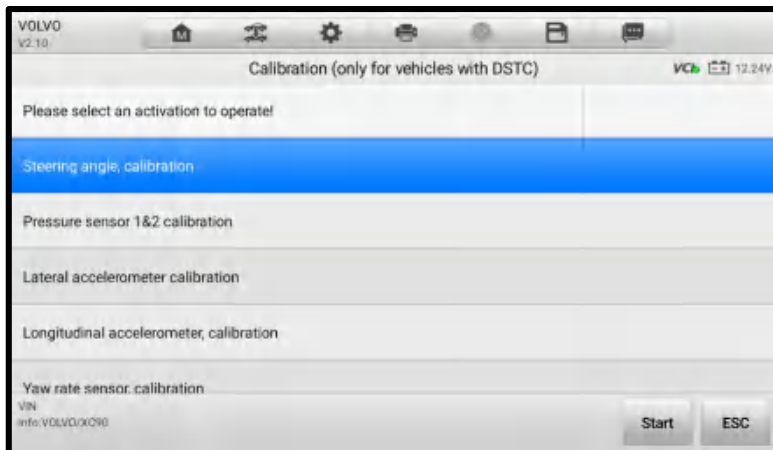 VOLVO
V2.10
Calibration (only for vehicles with DSTC)
VCI 12.24V
Please select an activation to operate!
Steering angle, calibration
Pressure sensor 1&2 calibration
Lateral accelerometer calibration
Longitudinal accelerometer, calibration
Yaw rate sensor, calibration
VIN
Info:VOLVO/XC90
Start ESC